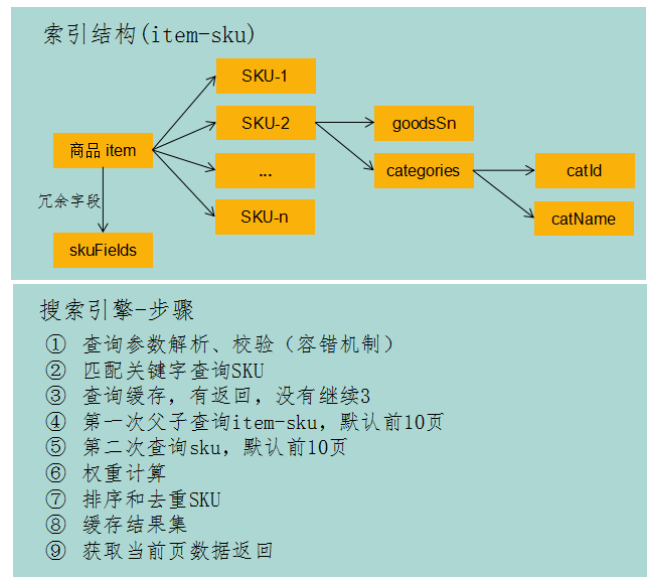 索引结构(item-sku)
SKU-1
SKU-2
goodsSn
商品 item
...
categories
catId
冗余字段
SKU-n
catName
skuFields
搜索引擎-步骤
① 查询参数解析、校验（容错机制）
② 匹配关键字查询SKU
③ 查询缓存，有返回，没有继续3
④ 第一次父子查询item-sku，默认前10页
⑤ 第二次查询sku，默认前10页
⑥ 权重计算
⑦ 排序和去重SKU
⑧ 缓存结果集
⑨ 获取当前页数据返回